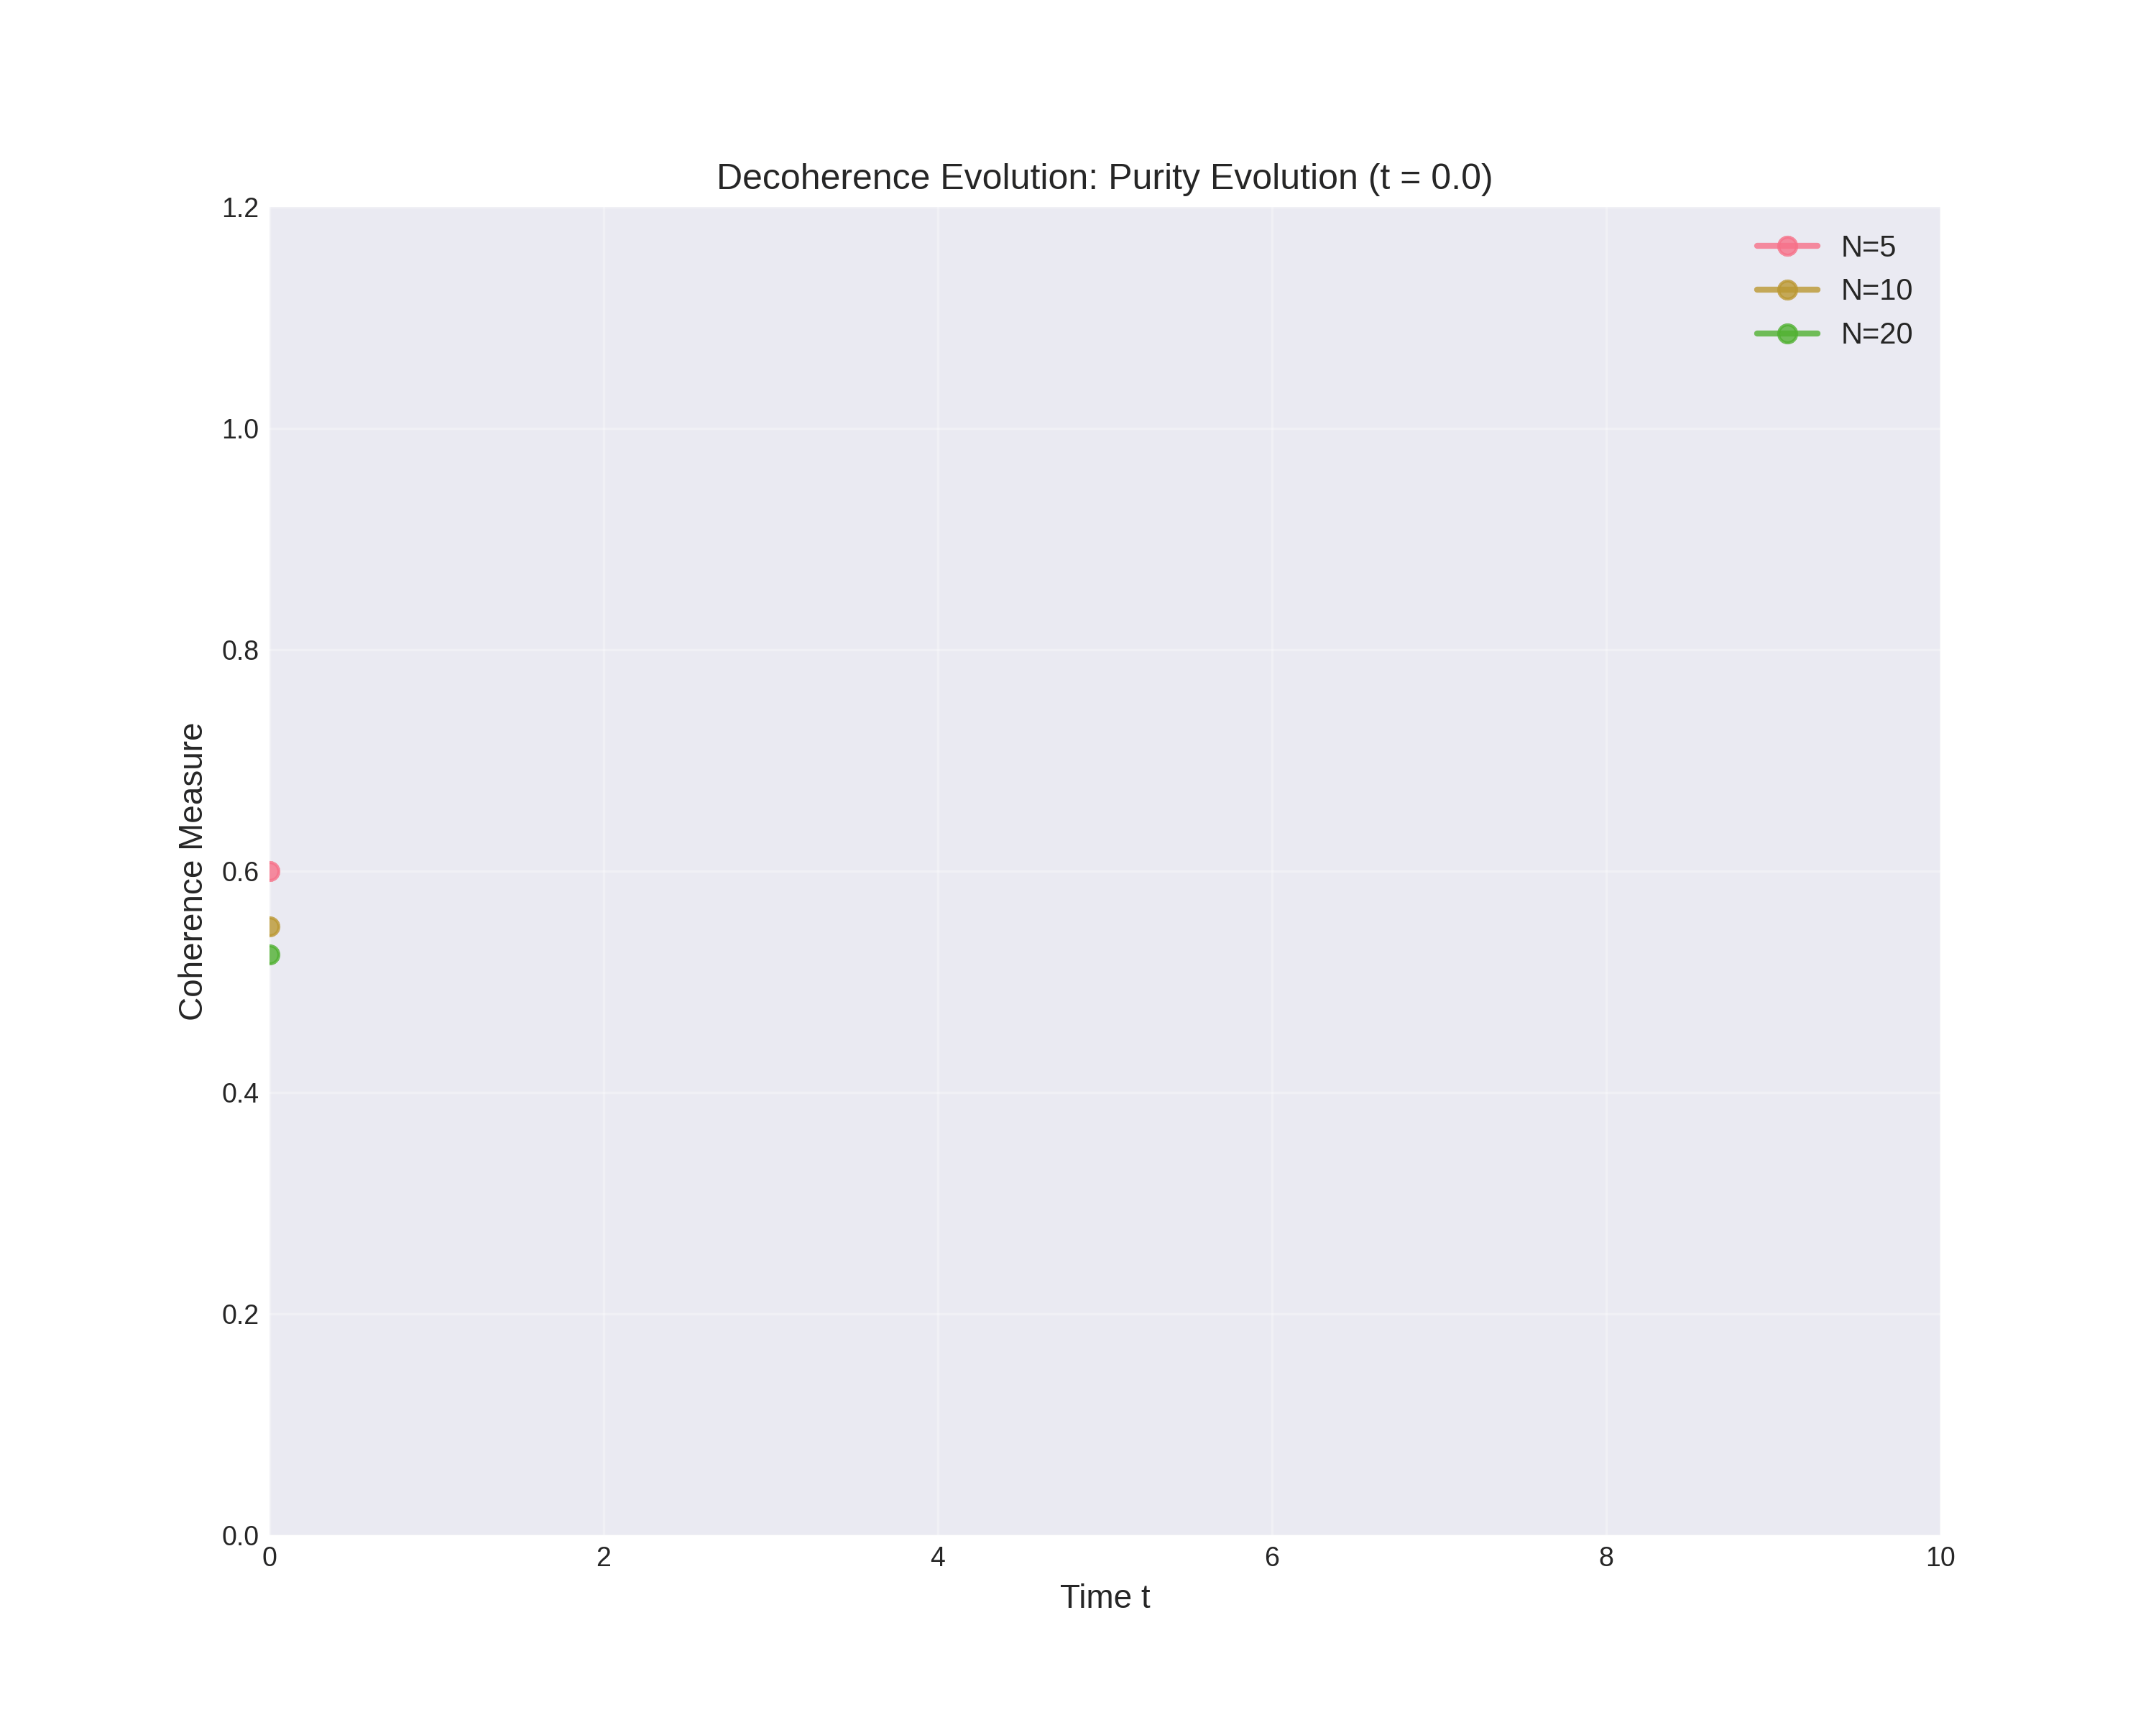 Decoherence Evolution: Purity Evolution (t = 0.0)
1.2
1.0
0.8
0.6
0.4
0.2
0.0
Coherence Measure
N=5
N=10
N=20
0
2
4
6
8
10
Time t